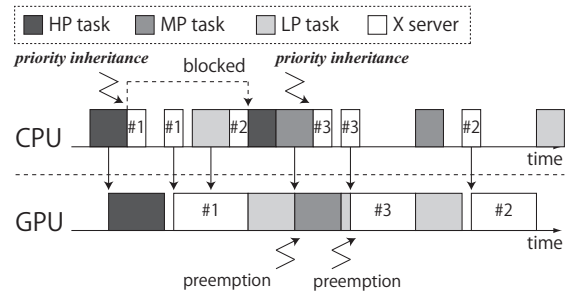 HP task MP task LP task X server
priority inheritance blocked priority inheritance
CPU #1 #1 #2 #3 #3 #2
time
GPU #1 #3 #2
time
preemption preemption